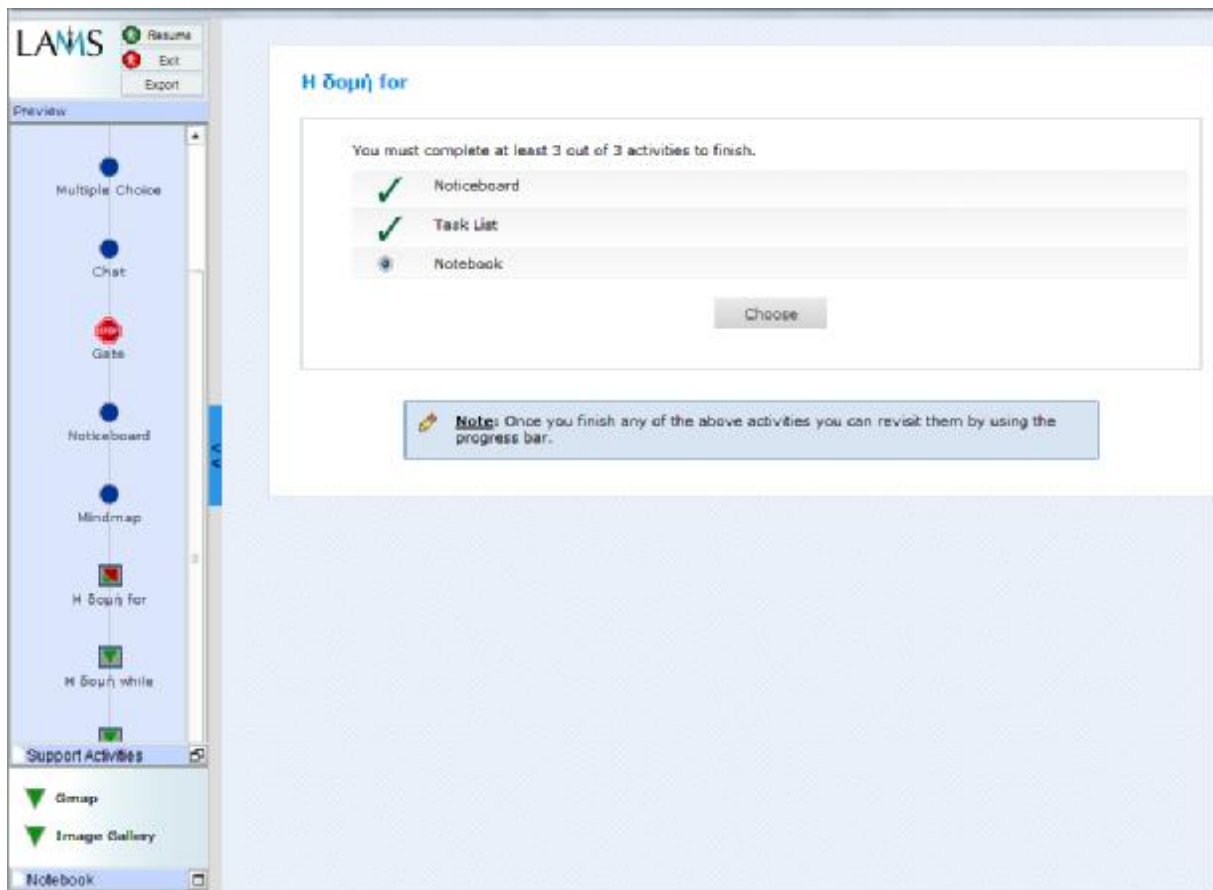 LAMS
Resume
Exit
Export
Preview
Multiple Choice
Chat
STOP
Gate
Noticeboard
Mindmap
Η δομή for
Η δομή while
Support Activities
Gmap
Image Gallery
Notebook
Η δομή for
You must complete at least 3 out of 3 activities to finish.
Noticeboard
Task List
Notebook
Choose
<<
Note: Once you finish any of the above activities you can revisit them by using the
progress bar.